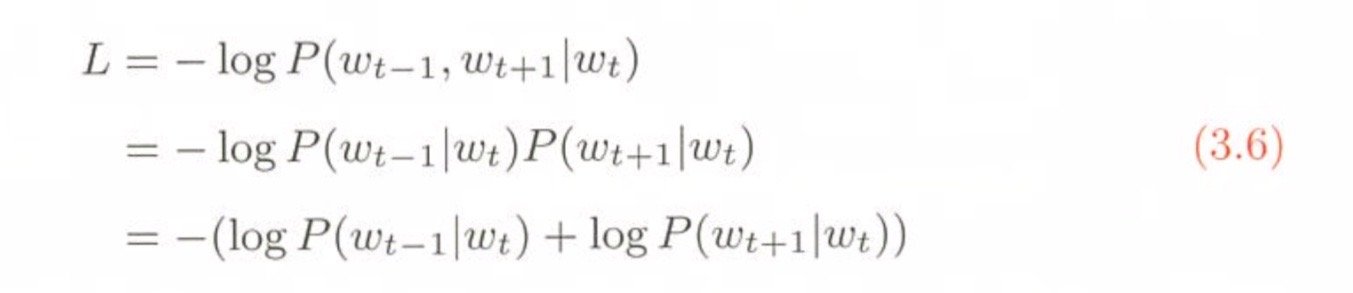 L = − log P(w_{t−1}, w_{t+1}|w_t)
= − log P(w_{t−1}|w_t)P(w_{t+1}|w_t) (3.6)
= −(log P(w_{t−1}|w_t) + log P(w_{t+1}|w_t))